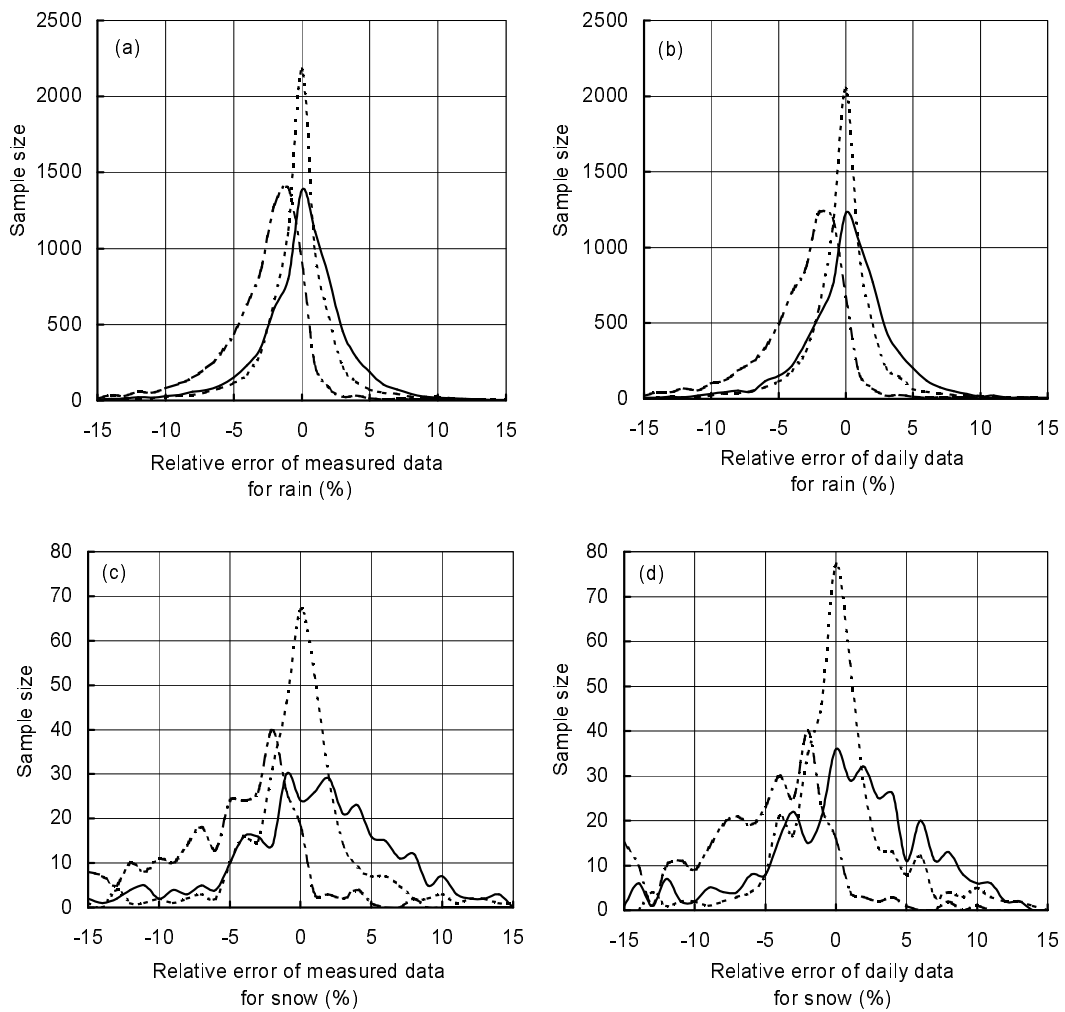 (a)
2500
2000
1500
1000
500
0
Sample size
-15 -10 -5 0 5 10 15
Relative error of measured data
for rain (%)
(b)
2500
2000
1500
1000
500
0
Sample size
-15 -10 -5 0 5 10 15
Relative error of daily data
for rain (%)
(c)
80
70
60
50
40
30
20
10
0
Sample size
-15 -10 -5 0 5 10 15
Relative error of measured data
for snow (%)
(d)
80
70
60
50
40
30
20
10
0
Sample size
-15 -10 -5 0 5 10 15
Relative error of daily data
for snow (%)